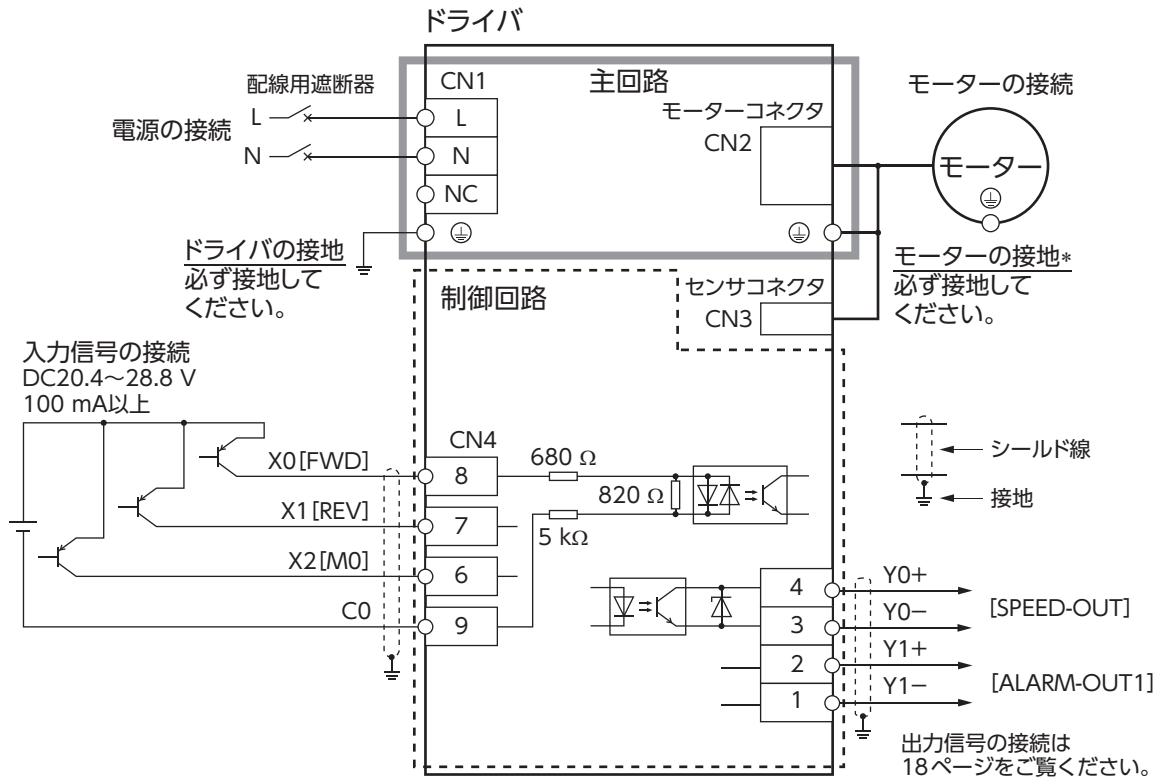 ドライバ
配線用遮断器
CN1
主回路
モーターの接続
電源の接続
L
L
モーターコネクタ
CN2
N
N
モーター
NC
ドライバの接地
必ず接地して
ください。
モーターの接地*
必ず接地して
ください。
制御回路
センサコネクタ
CN3
入力信号の接続
DC20.4～28.8 V
100 mA以上
CN4
X0[FWD]
8
680 Ω
820 Ω
シールド線
接地
X1[REV]
7
5 kΩ
X2[M0]
6
C0
9
4
Y0+
3
Y0−
[SPEED-OUT]
2
Y1+
1
Y1−
[ALARM-OUT1]
出力信号の接続は
18ページをご覧ください。